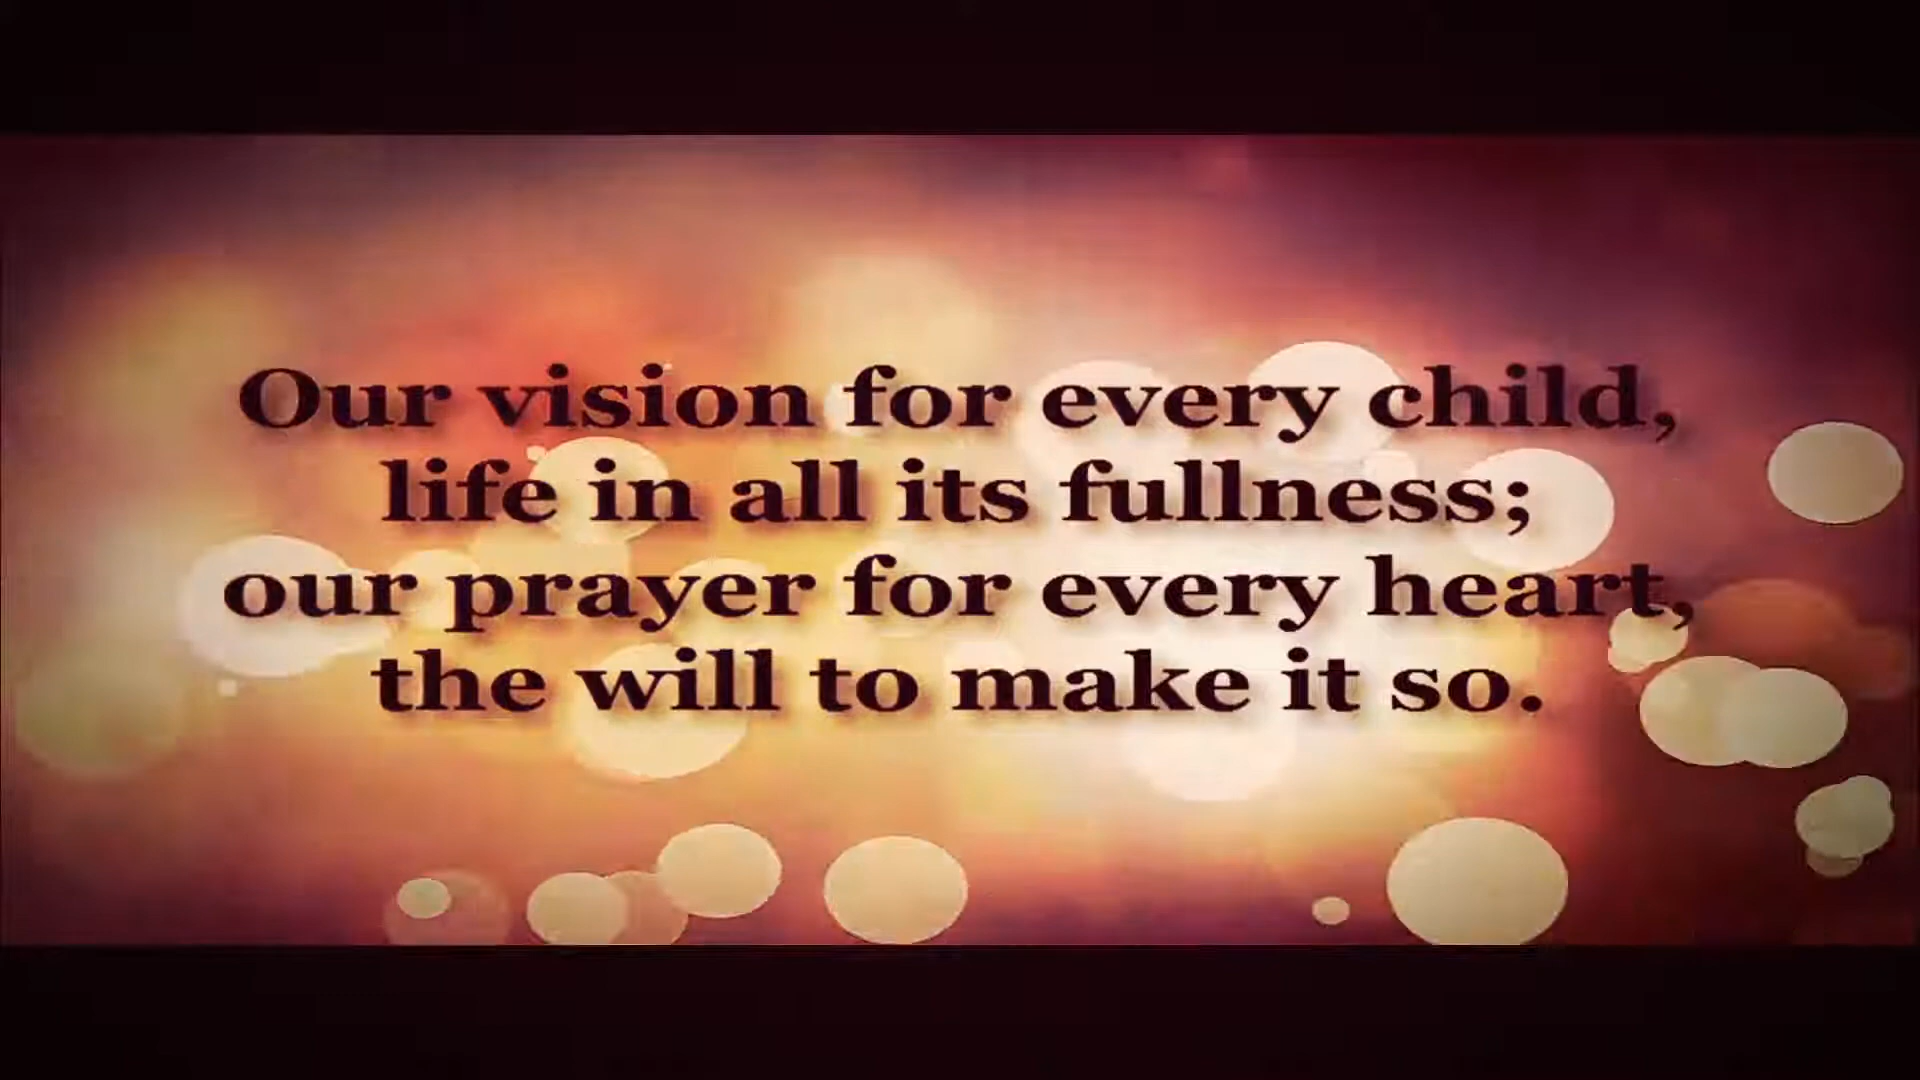 Our vision for every child,
life in all its fullness;
our prayer for every heart,
the will to make it so.